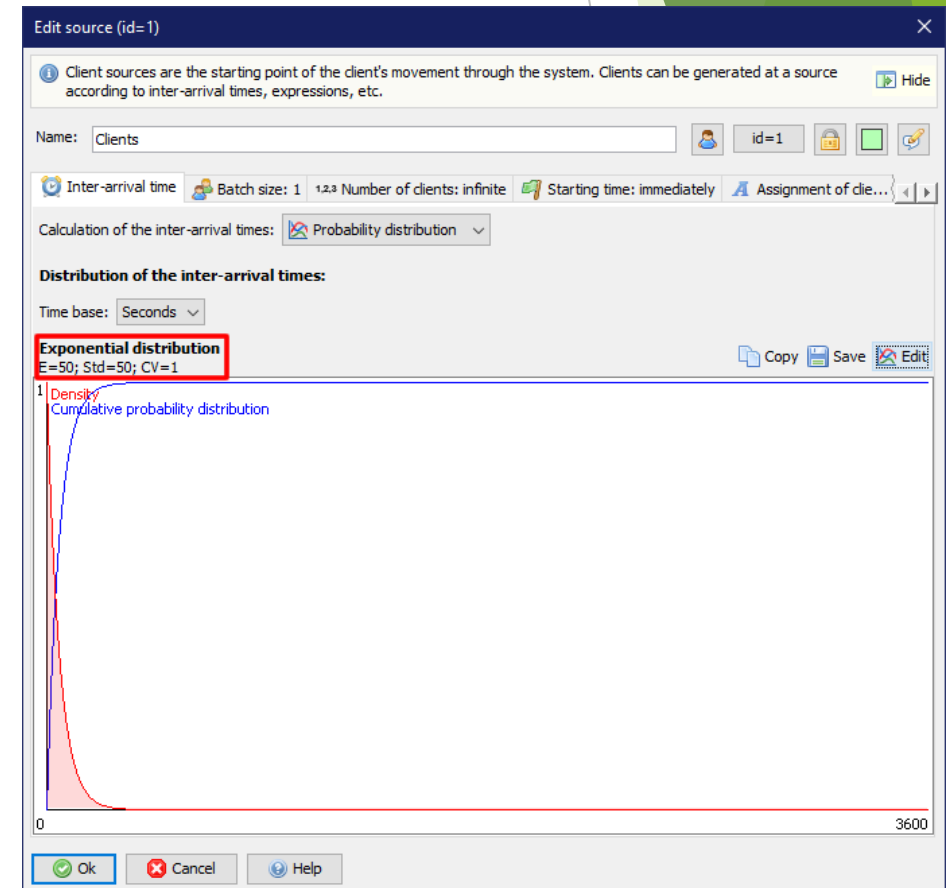 Edit source (id=1)
Client sources are the starting point of the client's movement through the system. Clients can be generated at a source
according to inter-arrival times, expressions, etc.
Hide
Name: Clients id=1
Inter-arrival time Batch size: 1 1,2,3 Number of clients: infinite Starting time: immediately A Assignment of clie...
Calculation of the inter-arrival times: Probability distribution
Distribution of the inter-arrival times:
Time base: Seconds
Exponential distribution
E=50; Std=50; CV=1
Copy Save Edit
1 Density
Cumulative probability distribution
0 3600
Ok Cancel Help